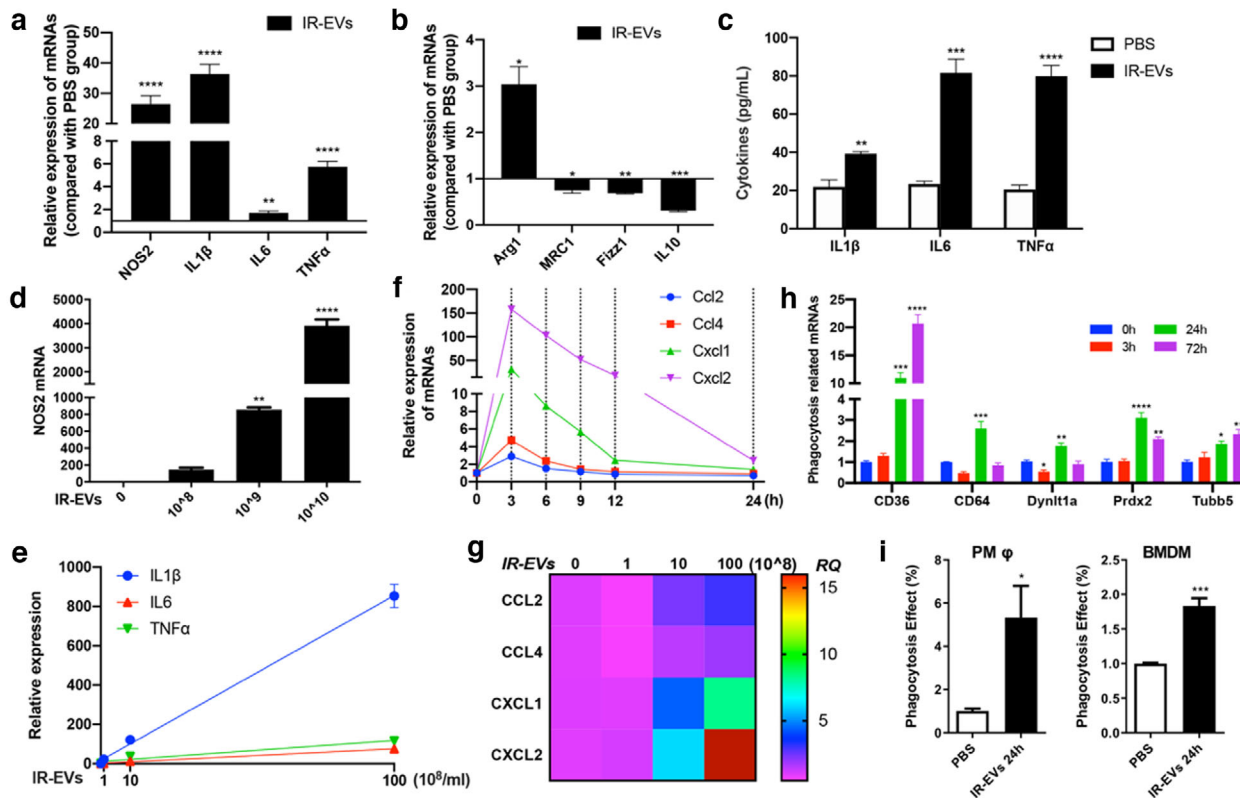 a
IR-EVs
Relative expression of mRNAs
(compared with PBS group)
50
40
30
20
8
6
4
2
**** **** ** ****
NOS2 IL1β IL6 TNFα
b
IR-EVs
Relative expression of mRNAs
(compared with PBS group)
4
3
2
1
0
* * ** ***
Arg1 MRC1 Fizz1 IL10
c
PBS
IR-EVs
Cytokines (pg/mL)
80
60
40
20
0
** *** ****
IL1β IL6 TNFα
d
NOS2 mRNA
5000
4000
3000
2000
1000
800
600
400
200
0
** ****
IR-EVs 0 10^8 10^9 10^10
f
Relative expression
of mRNAs
200
150
100
50
10
8
6
4
2
0
Ccl2
Ccl4
Cxcl1
Cxcl2
0 3 6 9 12 24 (h)
h
Phagocytosis related mRNAs
25
20
15
10
5
4
3
2
1
0
0h 24h
3h 72h
*** **** *** * ** **** ** * **
CD36 CD64 Dynlt1a Prdx2 Tubb5
e
Relative expression
1000
800
600
400
200
0
IL1β
IL6
TNFα
IR-EVs 1 10 100 (10⁸/ml)
g
IR-EVs 0 1 10 100 (10^8) RQ
CCL2
CCL4
CXCL1
CXCL2
15
10
5
i
PM φ
Phagocytosis Effect (%)
8
6
4
2
0
*
PBS IR-EVs 24h
BMDM
Phagocytosis Effect (%)
2.5
2.0
1.5
1.0
0.5
0.0
***
PBS IR-EVs 24h